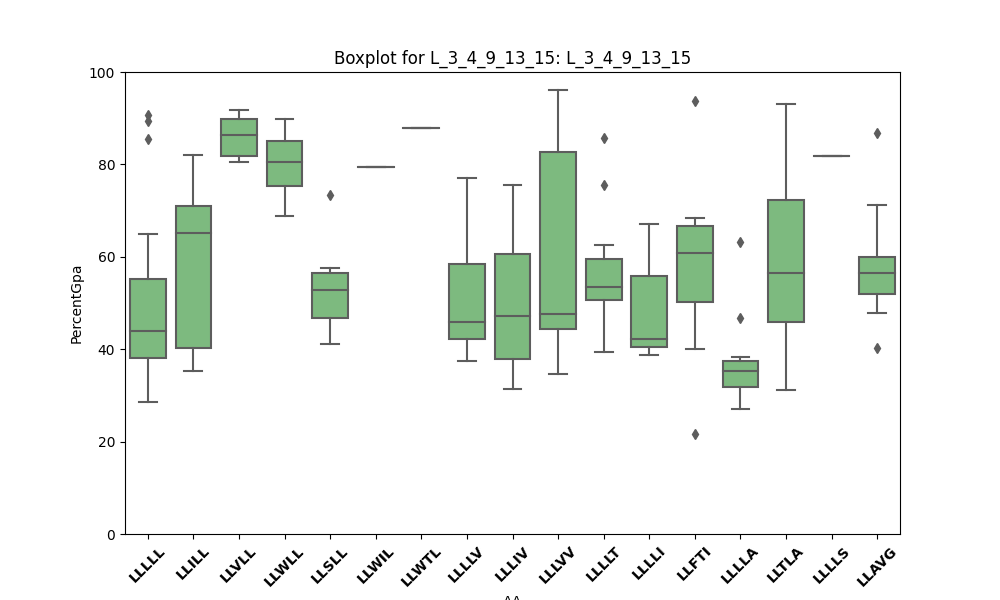 Boxplot for L_3_4_9_13_15: L_3_4_9_13_15
100
80
60
40
20
0
PercentGpa
LLLLL LLILL LLVLL LLWLL LLSLL LLWIL LLWTL LLLLV LLLIV LLLVV LLLLT LLLLI LLFTI LLLLA LLTLA LLLLS LLAVG
AA